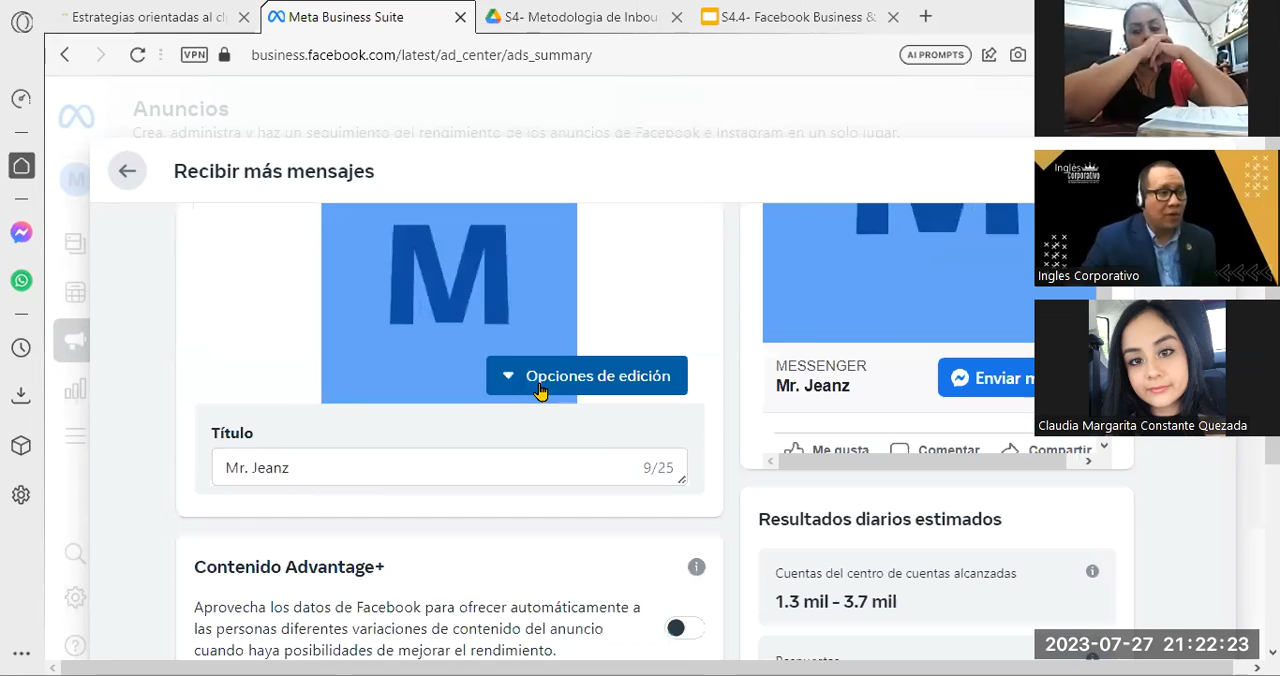 Estrategias orientadas al cl
Meta Business Suite
S4- Metodologia de Inbou
S4.4- Facebook Business &
VPN
business.facebook.com/latest/ad_center/ads_summary
AI PROMPTS
Anuncios
Crea, administra y haz un seguimiento del rendimiento de los anuncios de Facebook e Instagram en un solo lugar.
Recibir más mensajes
M
Opciones de edición
Título
Mr. Jeanz
9/25
Contenido Advantage+
Aprovecha los datos de Facebook para ofrecer automáticamente a
las personas diferentes variaciones de contenido del anuncio
cuando haya posibilidades de mejorar el rendimiento.
MESSENGER
Mr. Jeanz
Enviar m
Me gusta
Comentar
Compartir
Resultados diarios estimados
Cuentas del centro de cuentas alcanzadas
1.3 mil - 3.7 mil
Inglés
Corporativo
Ingles Corporativo
Claudia Margarita Constante Quezada
2023-07-27 21:22:23